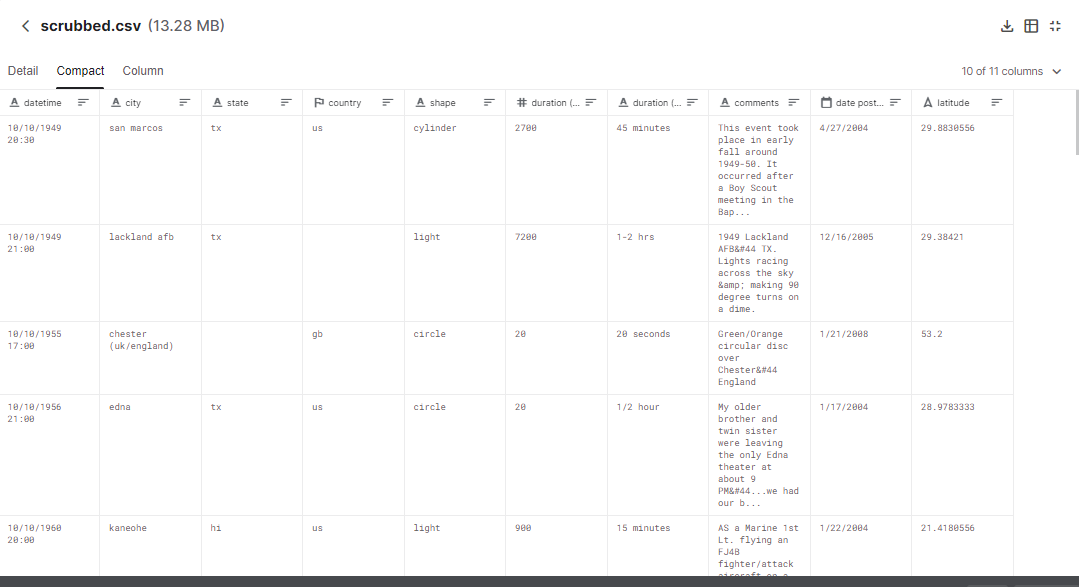 scrubbed.csv (13.28 MB)
Detail Compact Column 10 of 11 columns
datetime city state country shape duration (... duration (... comments date post... latitude
10/10/1949
20:30
san marcos
tx
us
cylinder
2700
45 minutes
This event took
place in early
fall around
1949-50. It
occurred after
a Boy Scout
meeting in the
Bap...
4/27/2004
29.8830556
10/10/1949
21:00
lackland afb
tx
light
7200
1-2 hrs
1949 Lackland
AFB&#44 TX.
Lights racing
across the sky
&amp; making 90
degree turns on
a dime.
12/16/2005
29.38421
10/10/1955
17:00
chester
(uk/england)
gb
circle
20
20 seconds
Green/Orange
circular disc
over
Chester&#44
England
1/21/2008
53.2
10/10/1956
21:00
edna
tx
us
circle
20
1/2 hour
My older
brother and
twin sister
were leaving
the only Edna
theater at
about 9
PM&#44...we had
our b...
1/17/2004
28.9783333
10/10/1960
20:00
kaneohe
hi
us
light
900
15 minutes
AS a Marine 1st
Lt. flying an
FJ4B
fighter/attack
1/22/2004
21.4180556